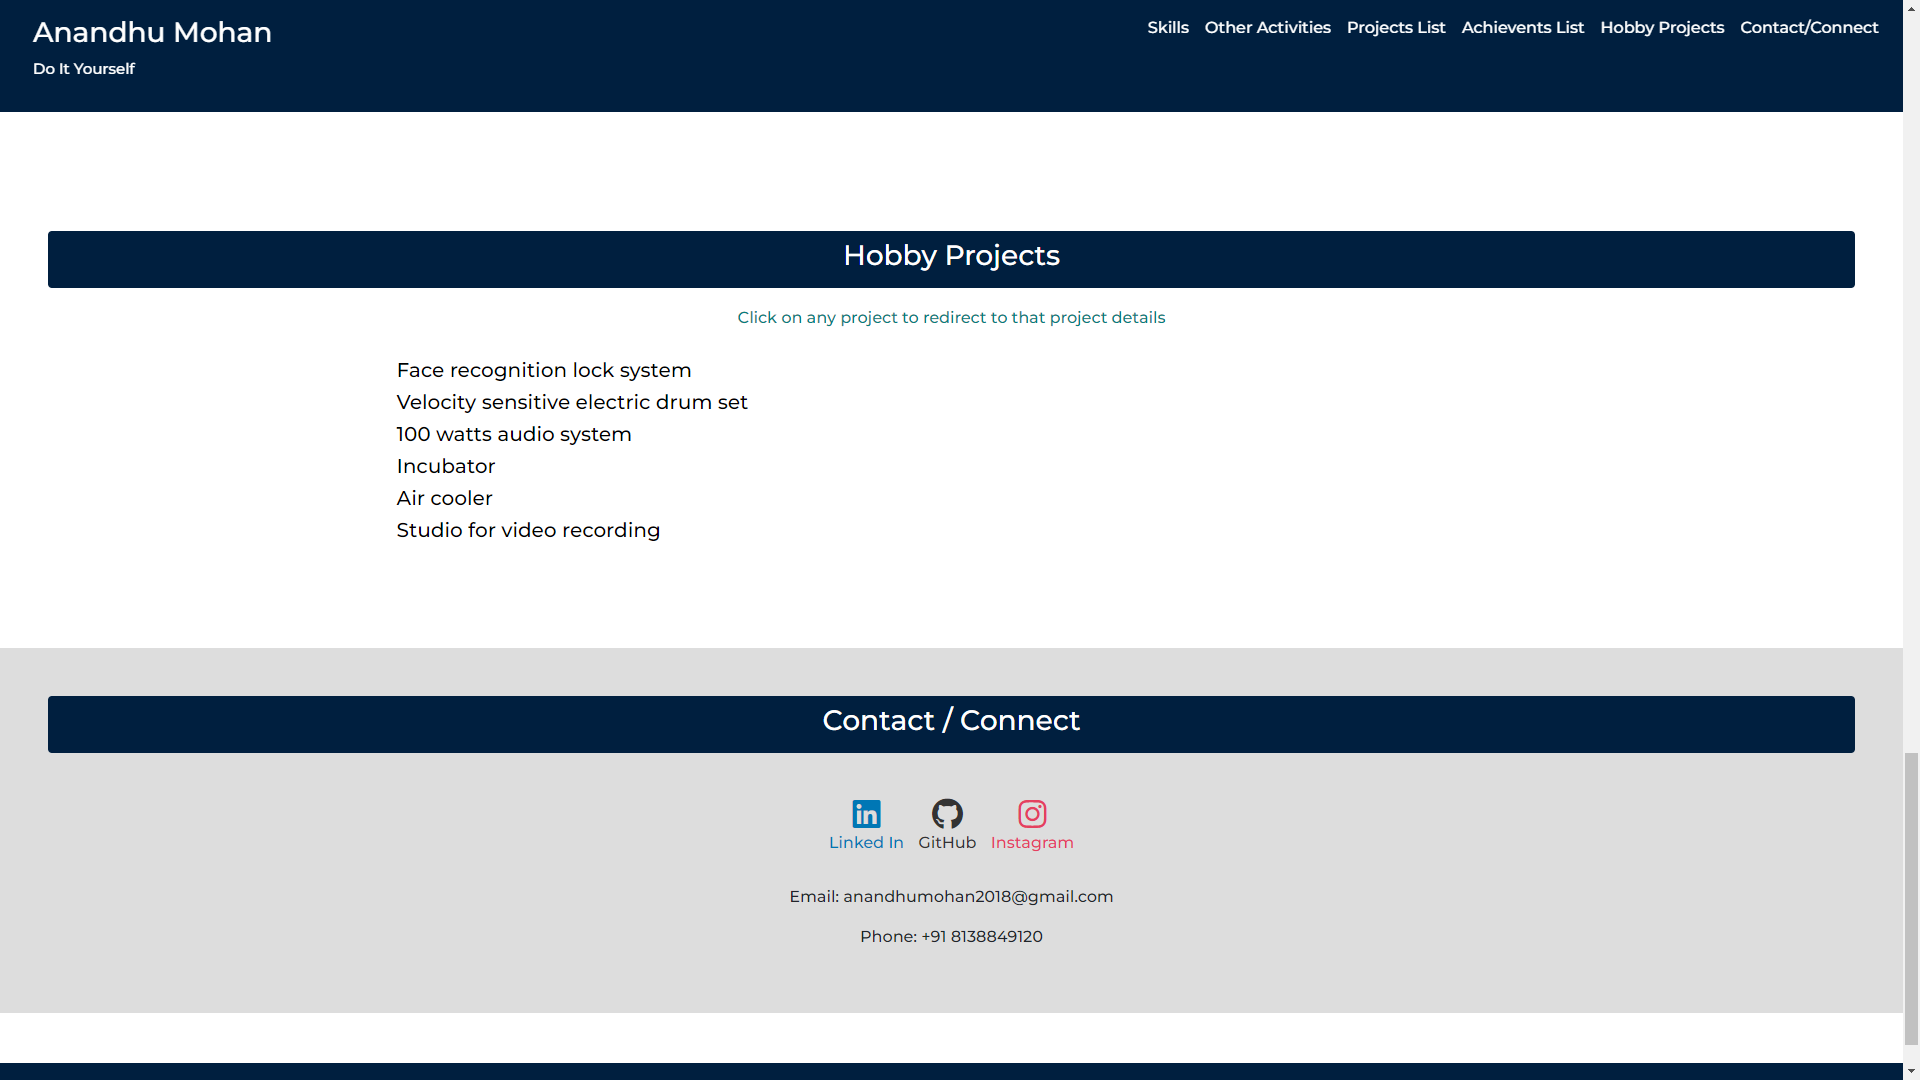 Anandhu Mohan
Do It Yourself
Skills Other Activities Projects List Achievents List Hobby Projects Contact/Connect
Hobby Projects
Click on any project to redirect to that project details
Face recognition lock system
Velocity sensitive electric drum set
100 watts audio system
Incubator
Air cooler
Studio for video recording
Contact / Connect
Linked In GitHub Instagram
Email: anandhumohan2018@gmail.com
Phone: +91 8138849120